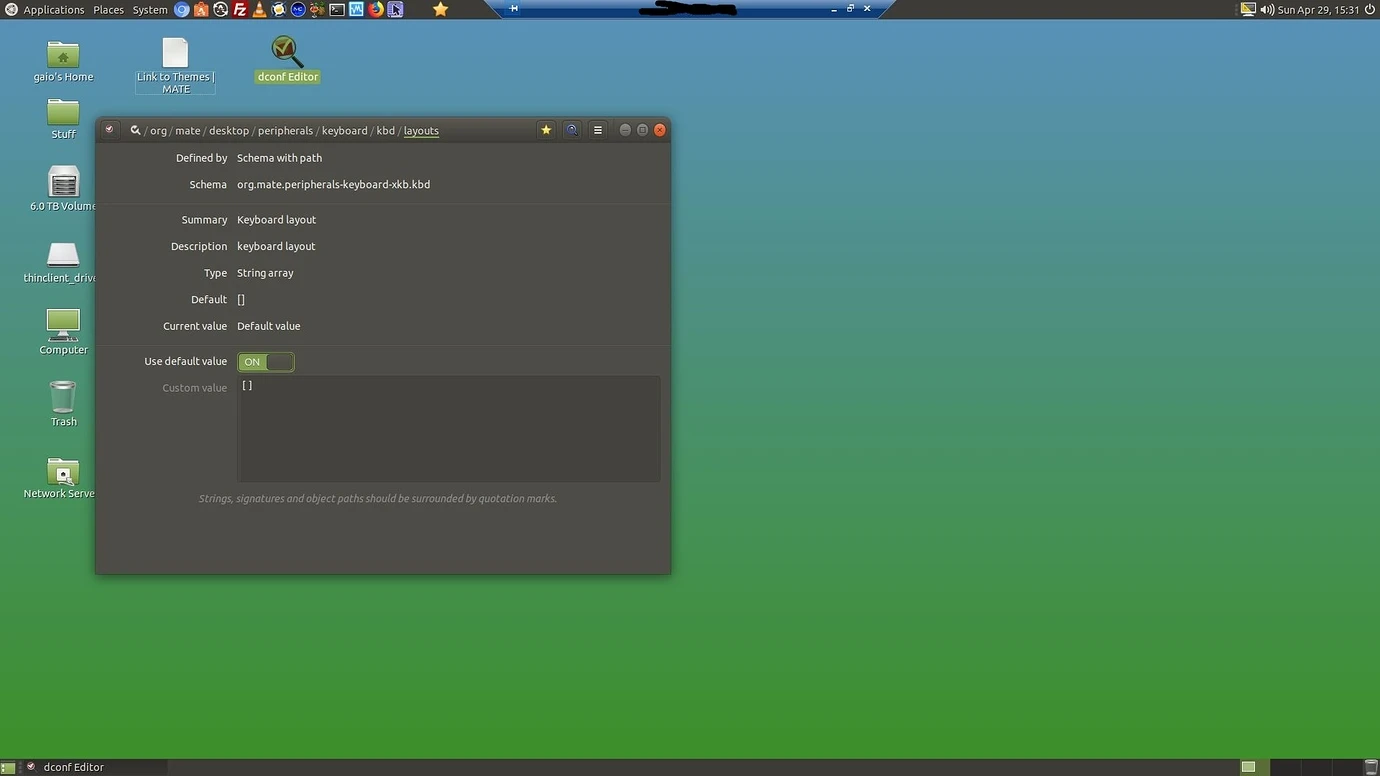 Applications Places System
Sun Apr 29, 15:31
gaio's Home
Link to Themes |
MATE
dconf Editor
Stuff
6.0 TB Volume
thinclient_drive
Computer
Trash
Network Serve
/ org / mate / desktop / peripherals / keyboard / kbd / layouts
Defined by Schema with path
Schema org.mate.peripherals-keyboard-xkb.kbd
Summary Keyboard layout
Description keyboard layout
Type String array
Default []
Current value Default value
Use default value ON
Custom value [ ]
Strings, signatures and object paths should be surrounded by quotation marks.
dconf Editor